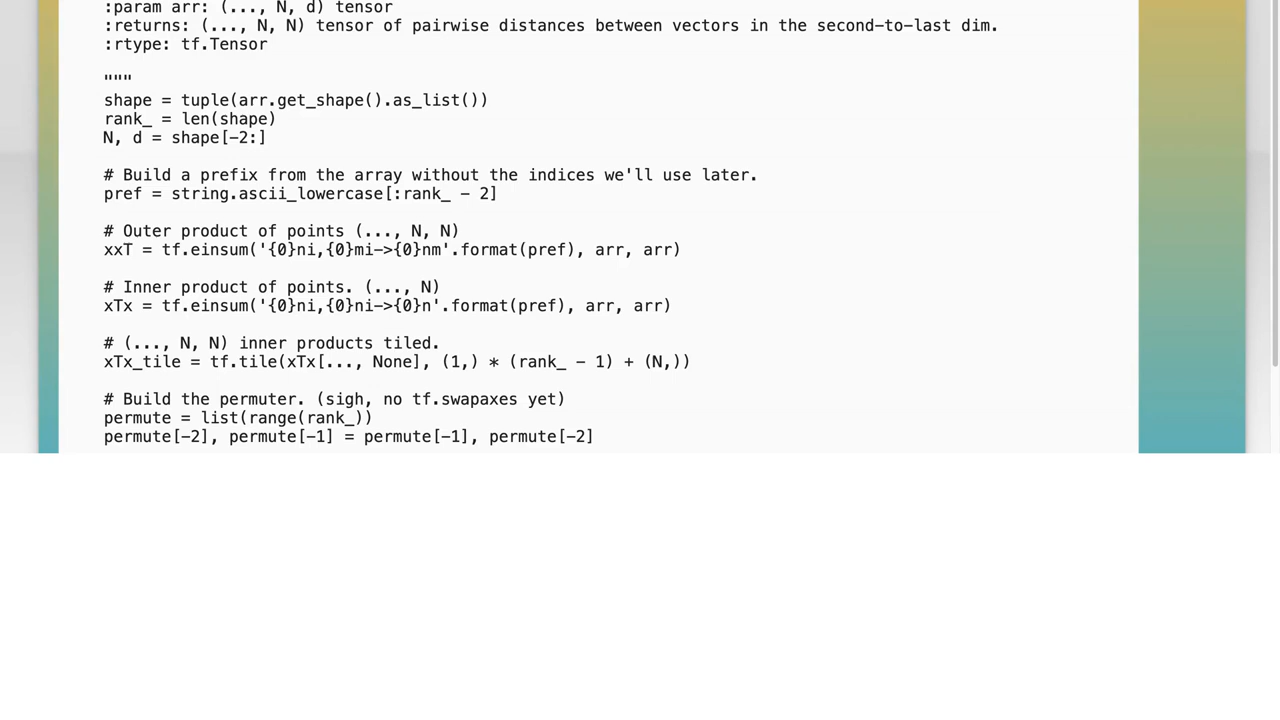 :param arr: (..., N, d) tensor
:returns: (..., N, N) tensor of pairwise distances between vectors in the second-to-last dim.
:rtype: tf.Tensor
"""
shape = tuple(arr.get_shape().as_list())
rank_ = len(shape)
N, d = shape[-2:]
# Build a prefix from the array without the indices we'll use later.
pref = string.ascii_lowercase[:rank_ - 2]
# Outer product of points (..., N, N)
xxT = tf.einsum('{0}ni,{0}mi->{0}nm'.format(pref), arr, arr)
# Inner product of points. (..., N)
xTx = tf.einsum('{0}ni,{0}ni->{0}n'.format(pref), arr, arr)
# (..., N, N) inner products tiled.
xTx_tile = tf.tile(xTx[..., None], (1,) * (rank_ - 1) + (N,))
# Build the permuter. (sigh, no tf.swapaxes yet)
permute = list(range(rank_))
permute[-2], permute[-1] = permute[-1], permute[-2]